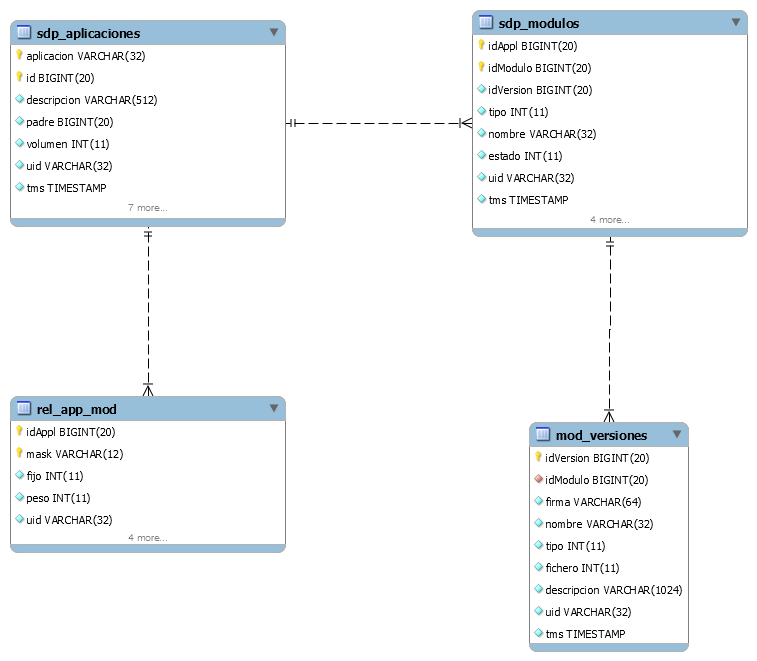 sdp_aplicaciones
aplicacion VARCHAR(32)
id BIGINT(20)
descripcion VARCHAR(512)
padre BIGINT(20)
volumen INT(11)
uid VARCHAR(32)
tms TIMESTAMP
7 more...
sdp_modulos
idAppl BIGINT(20)
idModulo BIGINT(20)
idVersion BIGINT(20)
tipo INT(11)
nombre VARCHAR(32)
estado INT(11)
uid VARCHAR(32)
tms TIMESTAMP
4 more...
rel_app_mod
idAppl BIGINT(20)
mask VARCHAR(12)
fijo INT(11)
peso INT(11)
uid VARCHAR(32)
4 more...
mod_versiones
idVersion BIGINT(20)
idModulo BIGINT(20)
firma VARCHAR(64)
nombre VARCHAR(32)
tipo INT(11)
fichero INT(11)
descripcion VARCHAR(1024)
uid VARCHAR(32)
tms TIMESTAMP